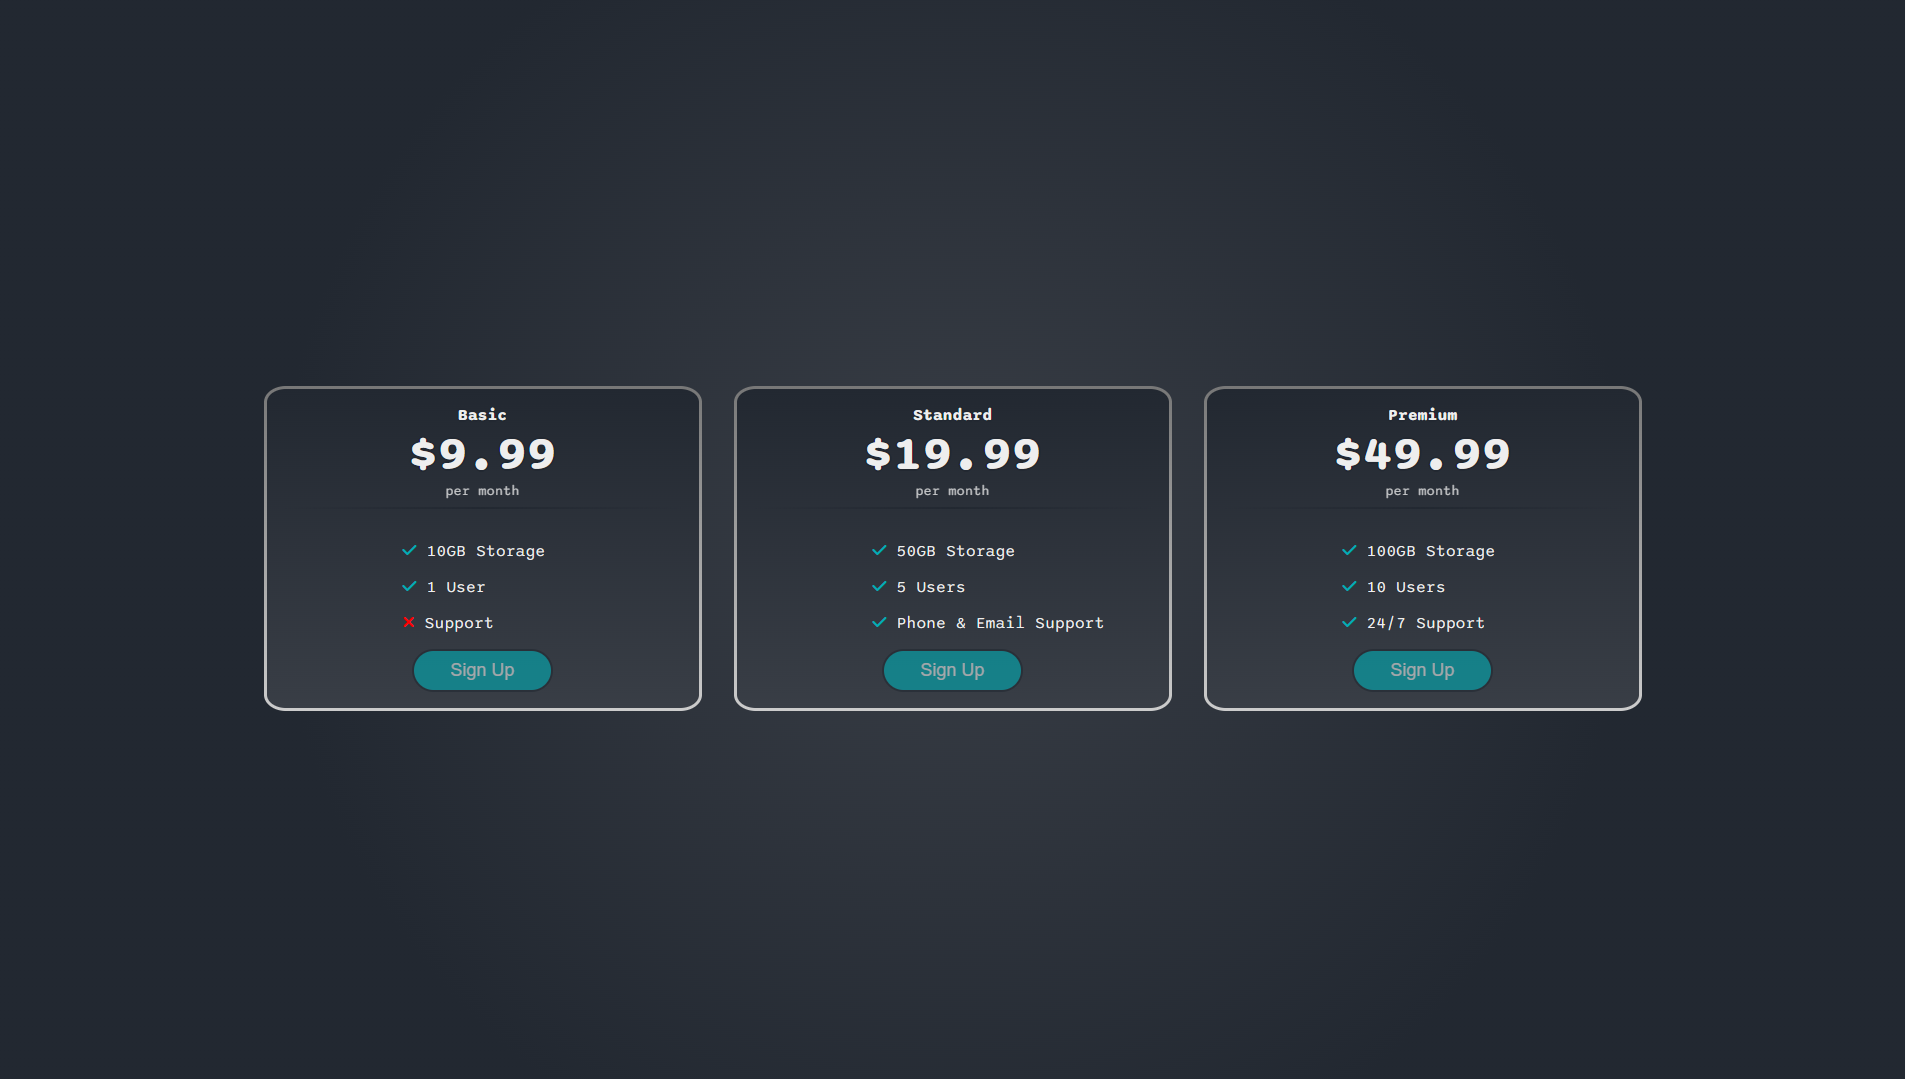 Basic
$9.99
per month
10GB Storage
1 User
Support
Sign Up
Standard
$19.99
per month
50GB Storage
5 Users
Phone & Email Support
Sign Up
Premium
$49.99
per month
100GB Storage
10 Users
24/7 Support
Sign Up